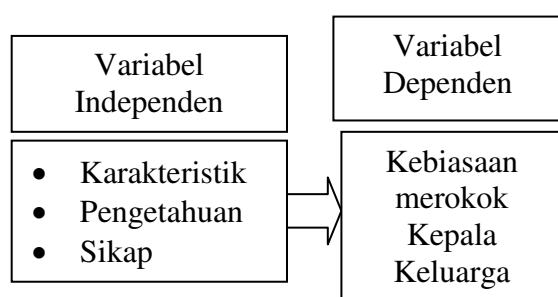 Variabel
Independen
• Karakteristik
• Pengetahuan
• Sikap
Variabel
Dependen
Kebiasaan
merokok
Kepala
Keluarga